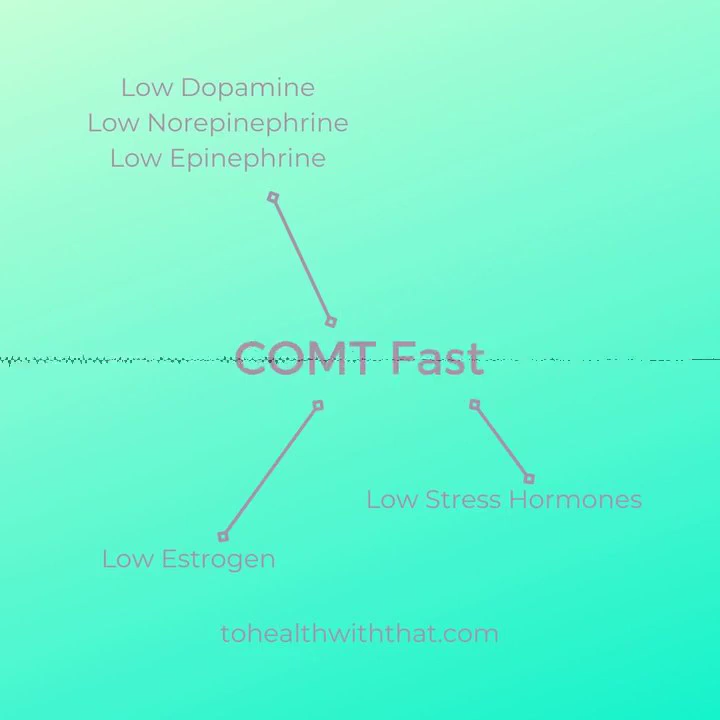 Low Dopamine
Low Norepinephrine
Low Epinephrine
COMT Fast
Low Stress Hormones
Low Estrogen
tohealthwiththat.com